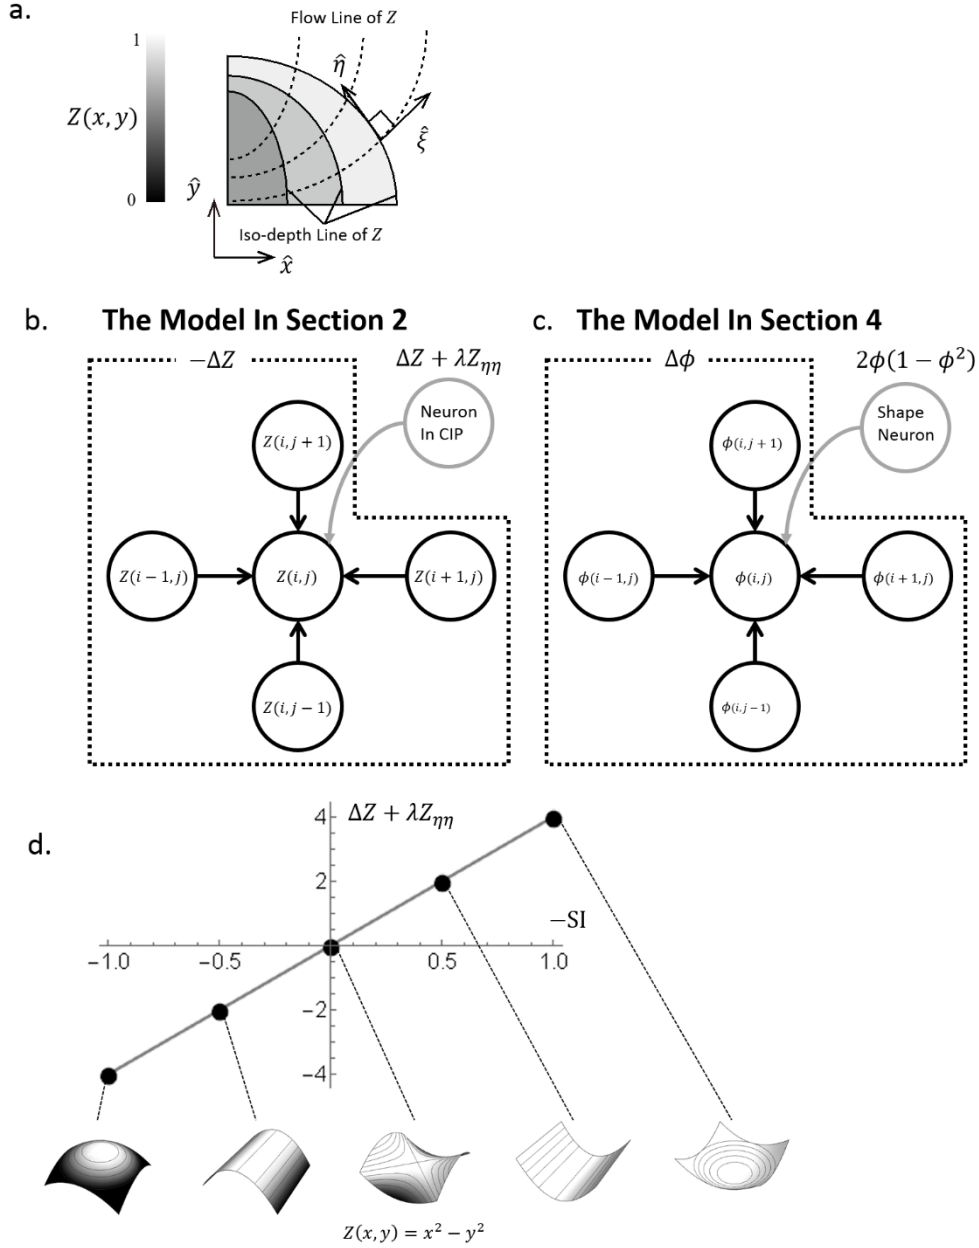 a.
Flow Line of Z
1
Z(x, y)
0
η̂
ξ̂
ŷ
Iso-depth Line of Z
x̂
b. The Model In Section 2
c. The Model In Section 4
−ΔZ
ΔZ + λZηη
Neuron
In CIP
Z(i, j + 1)
Z(i − 1, j)
Z(i, j)
Z(i + 1, j)
Z(i, j − 1)
Δϕ
2ϕ(1 − ϕ²)
Shape
Neuron
ϕ(i, j + 1)
ϕ(i − 1, j)
ϕ(i, j)
ϕ(i + 1, j)
ϕ(i, j − 1)
d.
ΔZ + λZηη
4
2
−SI
−1.0 −0.5 0.5 1.0
−2
−4
Z(x, y) = x² − y²